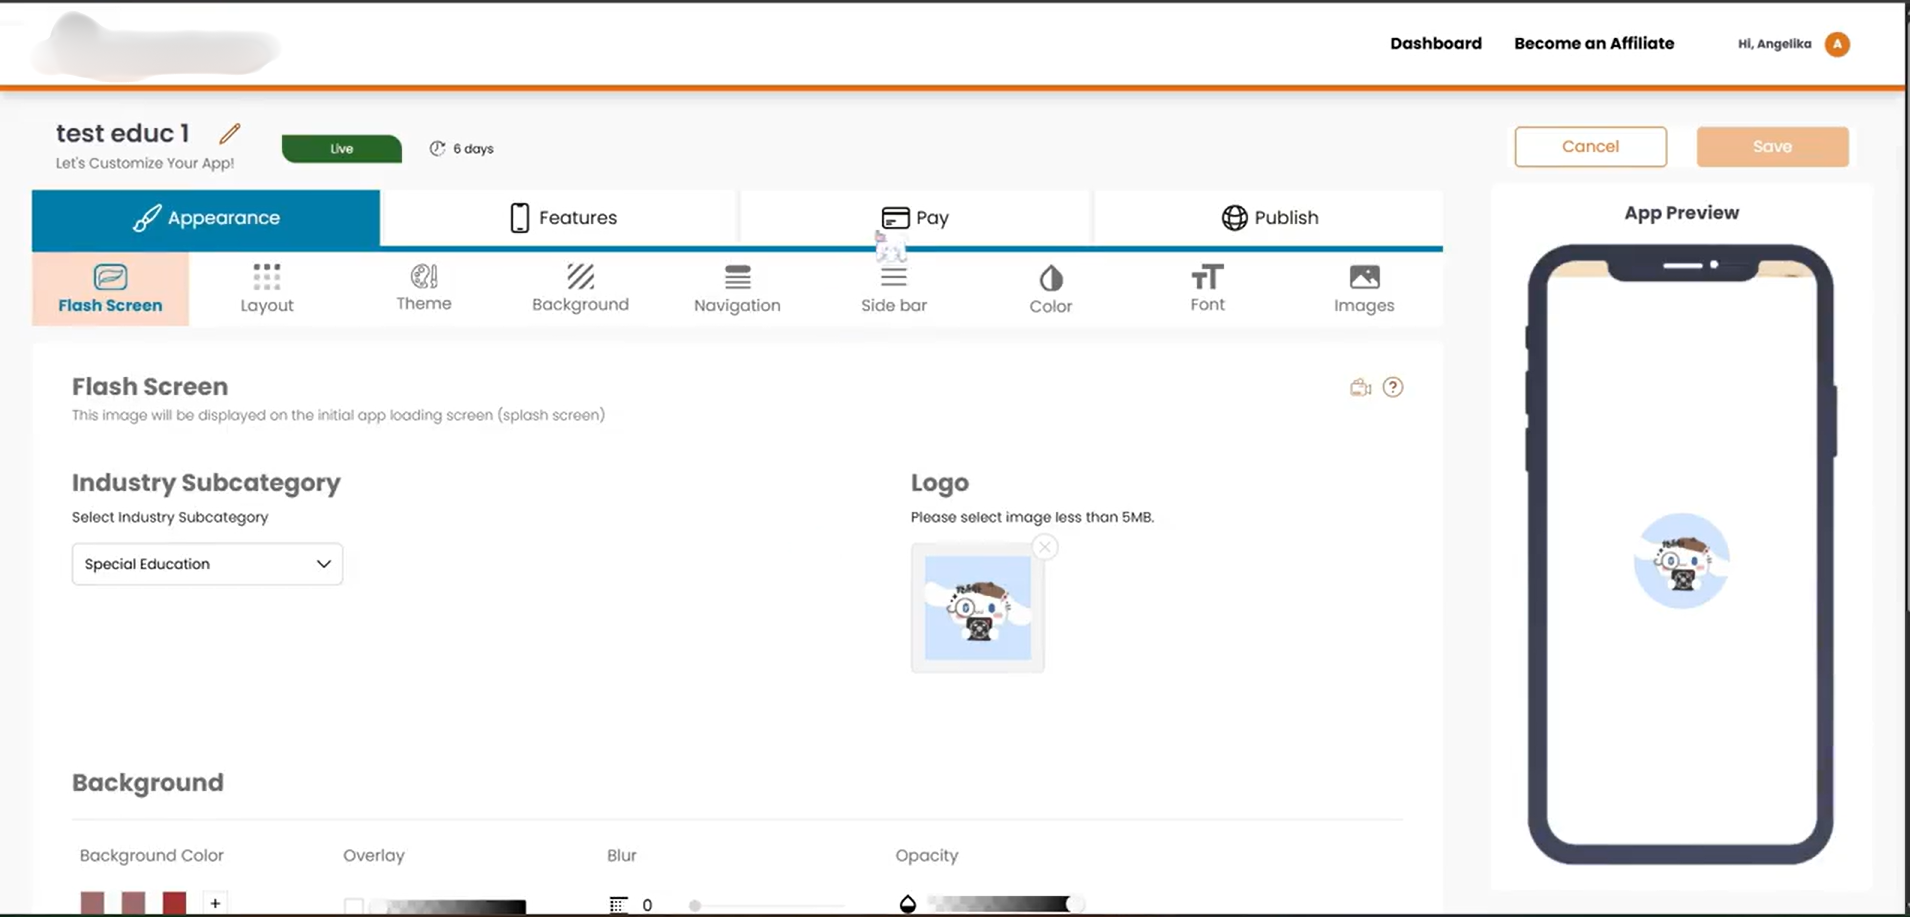 Dashboard
Become an Affiliate
Hi, Angelika
A
test educ 1
Let's Customize Your App!
Live
6 days
Cancel
Save
Appearance
Features
Pay
Publish
App Preview
Flash Screen
Layout
Theme
Background
Navigation
Side bar
Color
Font
Images
Flash Screen
This image will be displayed on the initial app loading screen (splash screen)
?
Industry Subcategory
Select Industry Subcategory
Special Education
Logo
Please select image less than 5MB.
Background
Background Color
Overlay
Blur
Opacity
+
0